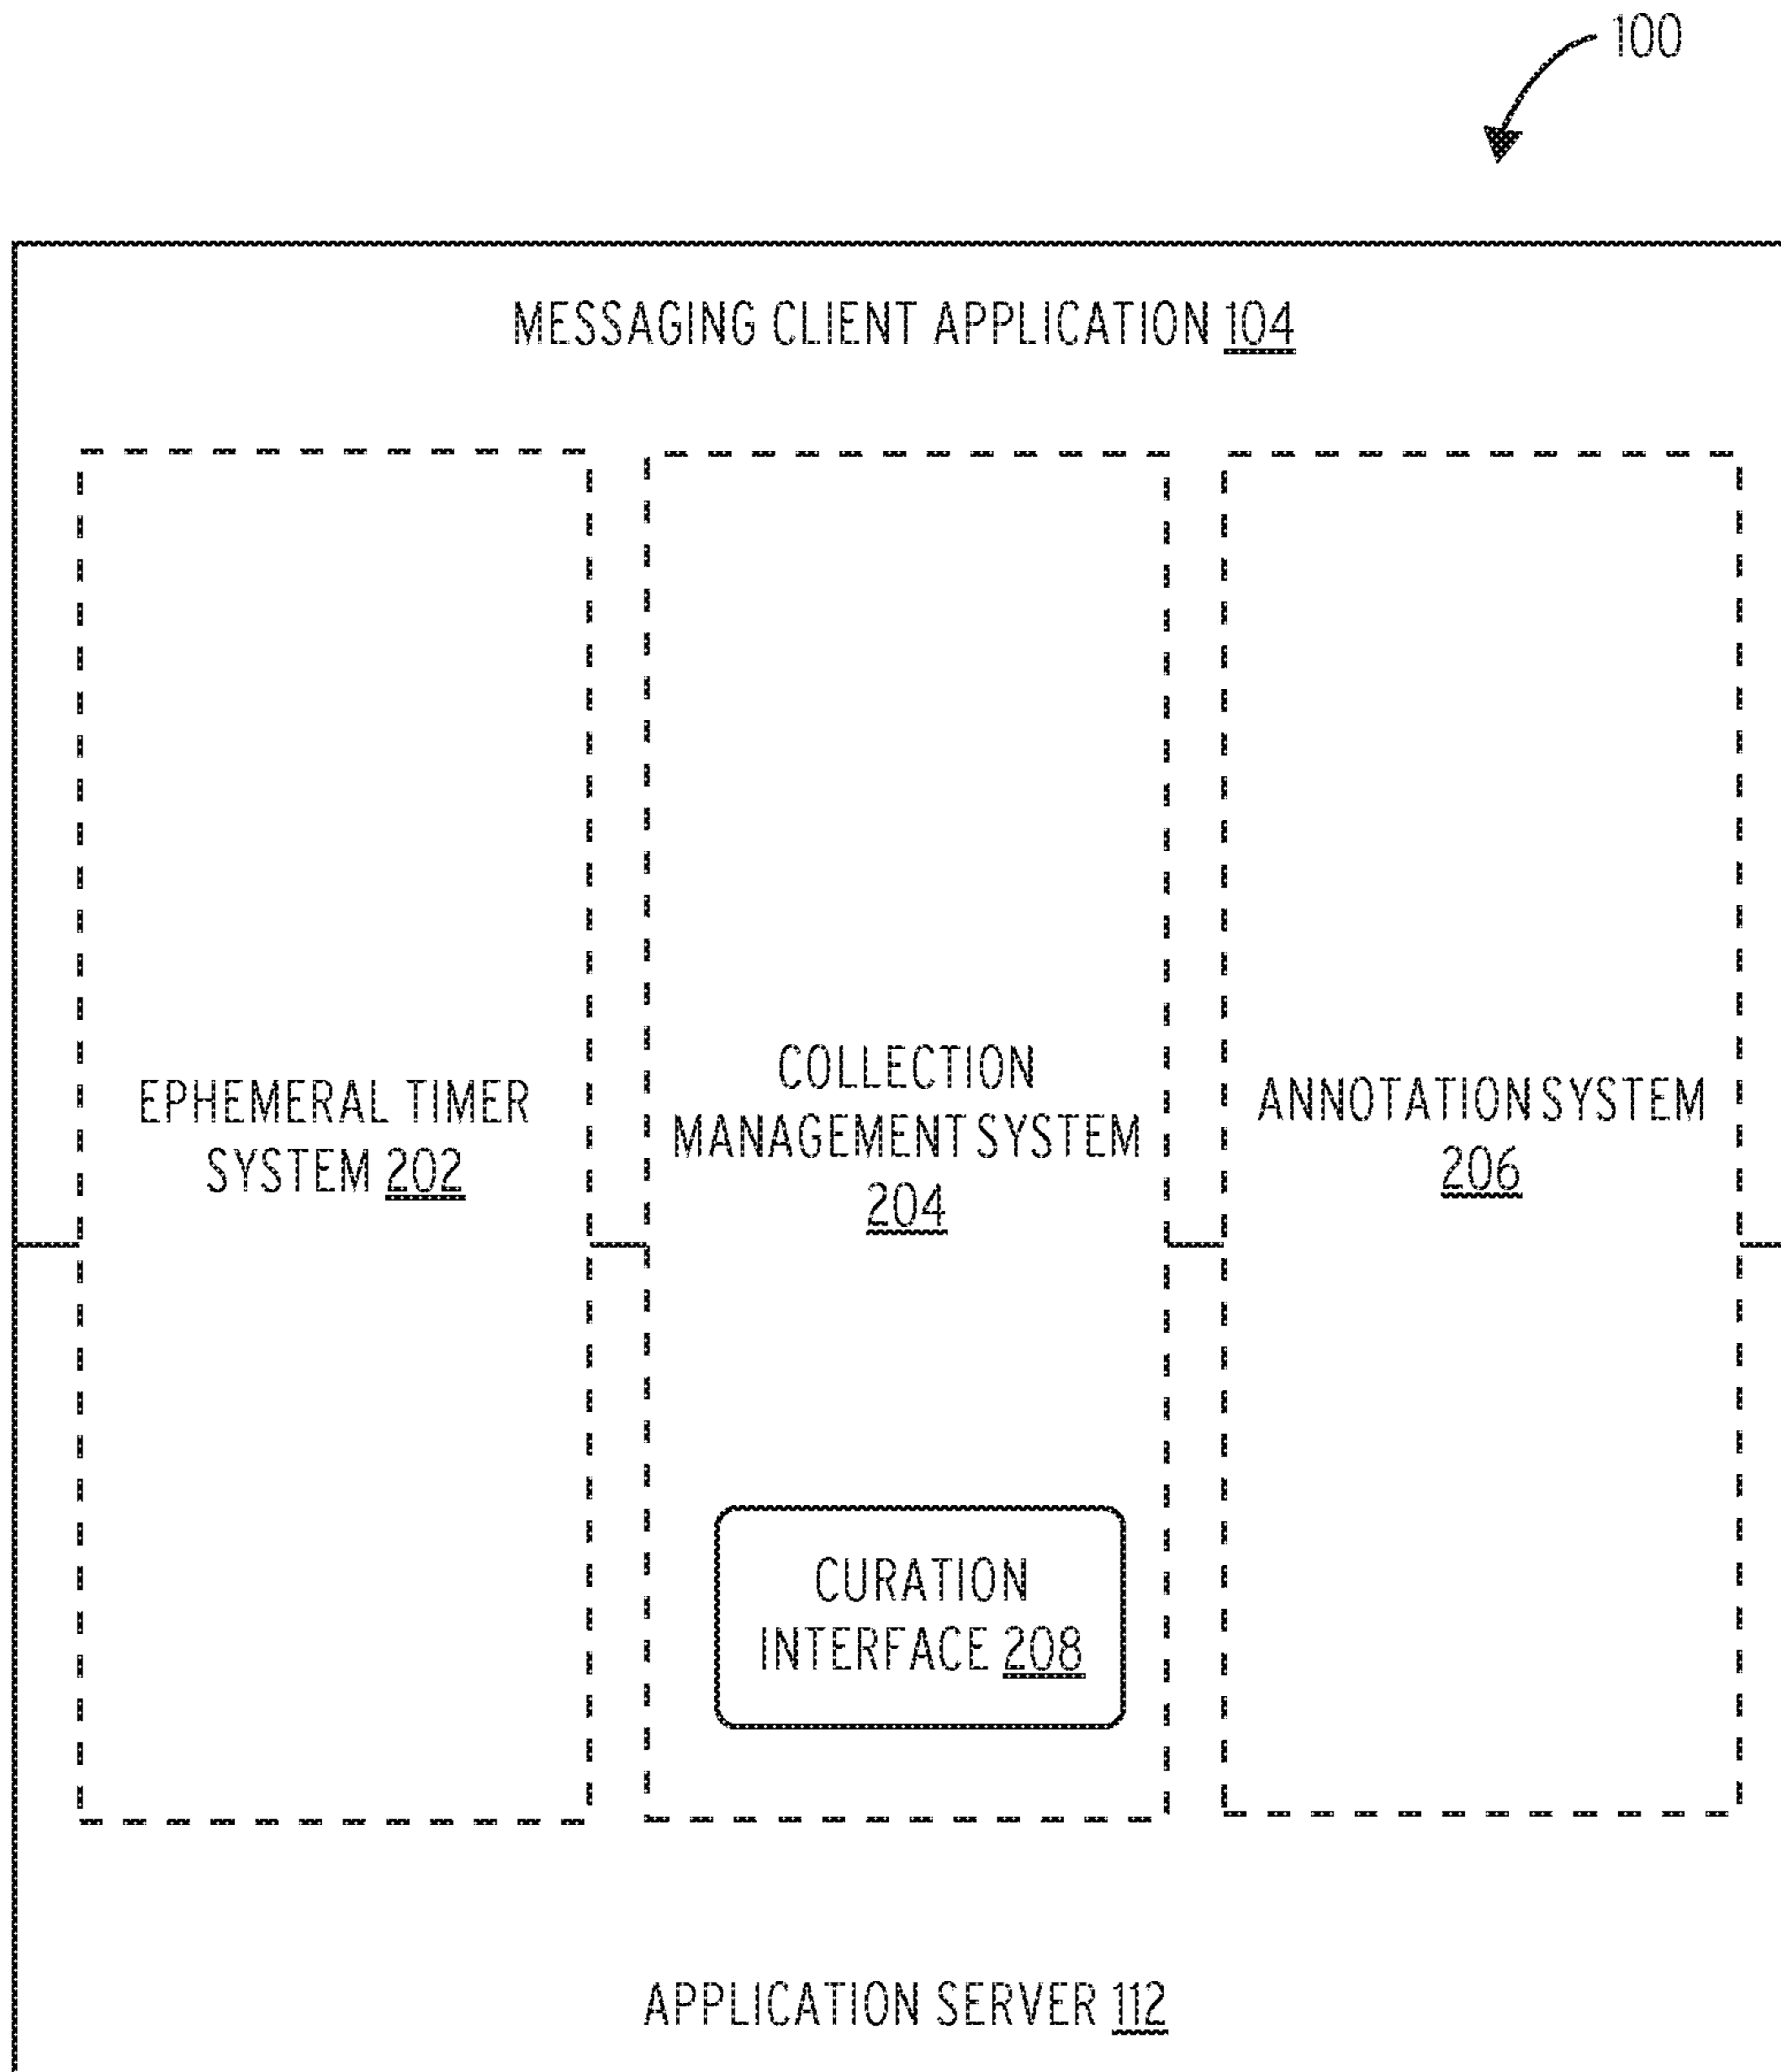 100
MESSAGING CLIENT APPLICATION 104
EPHEMERAL TIMER
SYSTEM 202
COLLECTION
MANAGEMENT SYSTEM
204
ANNOTATION SYSTEM
206
CURATION
INTERFACE 208
APPLICATION SERVER 112